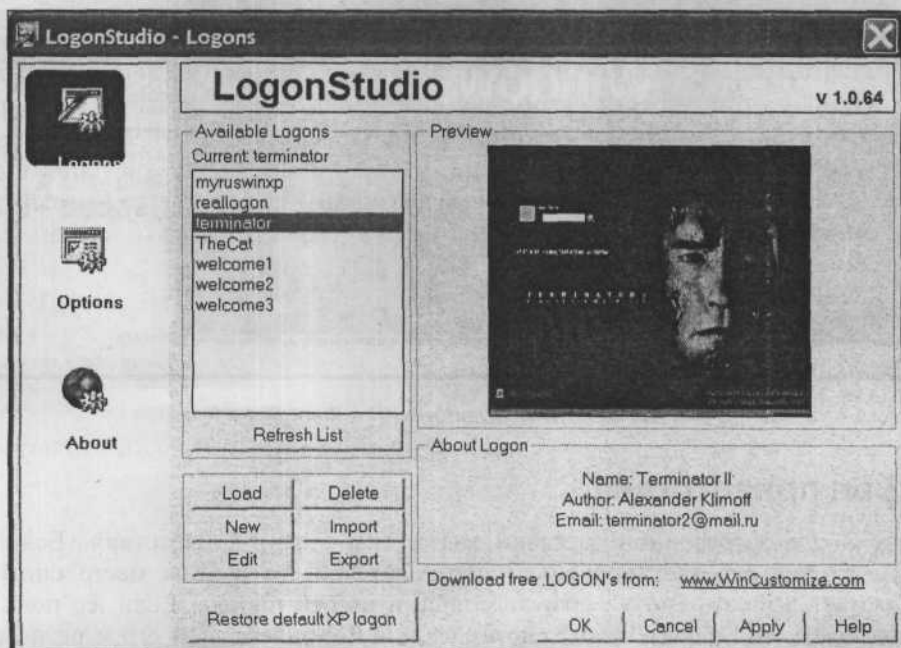 LogonStudio - Logons
LogonStudio
v 1.0.64
Logons
Options
About
Available Logons
Current: terminator
myruswinxp
reallogon
terminator
TheCat
welcome1
welcome2
welcome3
Refresh List
Load
Delete
New
Import
Edit
Export
Restore default XP logon
Preview
TERMINATOR
About Logon
Name: Terminator II
Author: Alexander Klimoff
Email: terminator2@mail.ru
Download free .LOGON's from: www.WinCustomize.com
OK
Cancel
Apply
Help